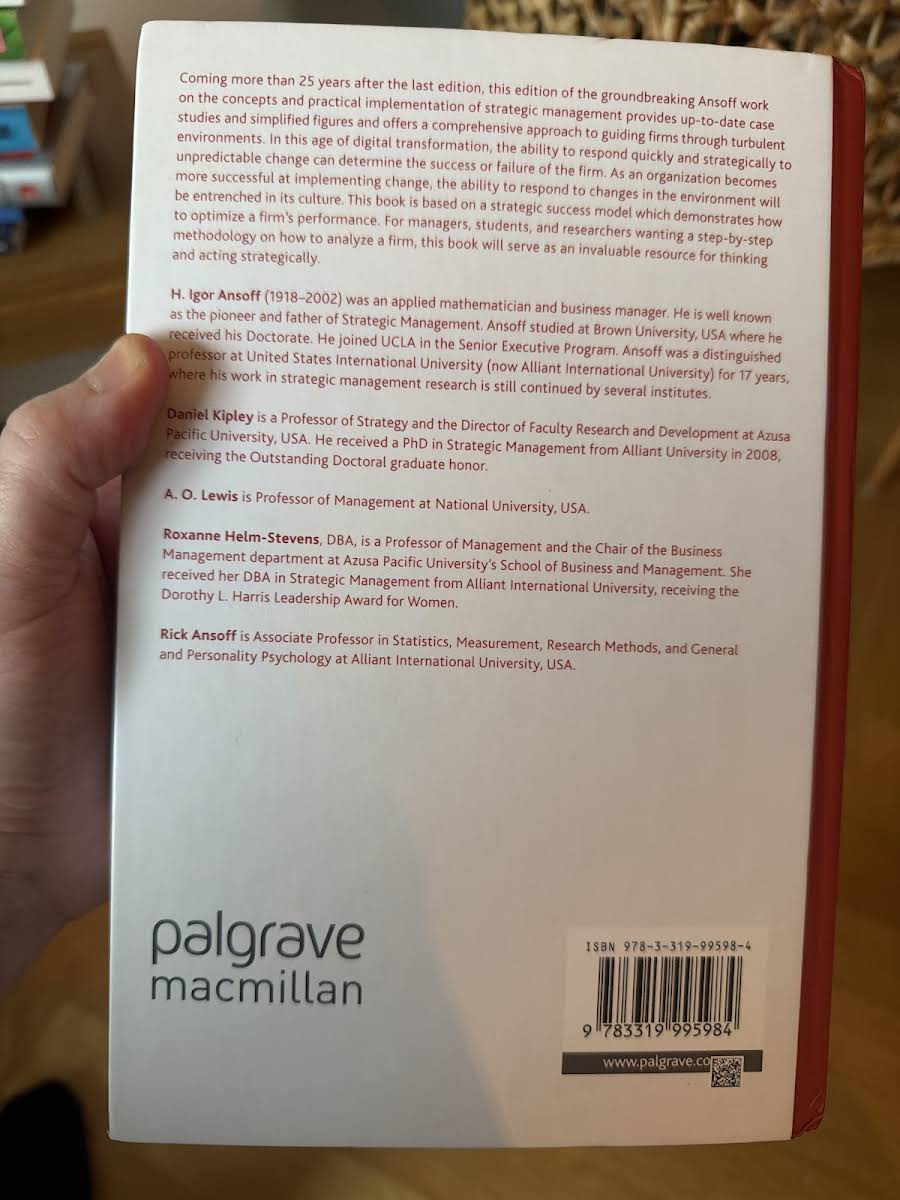 Coming more than 25 years after the last edition, this edition of the groundbreaking Ansoff work
on the concepts and practical implementation of strategic management provides up-to-date case
studies and simplified figures and offers a comprehensive approach to guiding firms through turbulent
environments. In this age of digital transformation, the ability to respond quickly and strategically to
unpredictable change can determine the success or failure of the firm. As an organization becomes
more successful at implementing change, the ability to respond to changes in the environment will
be entrenched in its culture. This book is based on a strategic success model which demonstrates how
to optimize a firm's performance. For managers, students, and researchers wanting a step-by-step
methodology on how to analyze a firm, this book will serve as an invaluable resource for thinking
and acting strategically.
H. Igor Ansoff (1918–2002) was an applied mathematician and business manager. He is well known
as the pioneer and father of Strategic Management. Ansoff studied at Brown University, USA where he
received his Doctorate. He joined UCLA in the Senior Executive Program. Ansoff was a distinguished
professor at United States International University (now Alliant International University) for 17 years,
where his work in strategic management research is still continued by several institutes.
Daniel Kipley is a Professor of Strategy and the Director of Faculty Research and Development at Azusa
Pacific University, USA. He received a PhD in Strategic Management from Alliant University in 2008,
receiving the Outstanding Doctoral graduate honor.
A. O. Lewis is Professor of Management at National University, USA.
Roxanne Helm-Stevens, DBA, is a Professor of Management and the Chair of the Business
Management department at Azusa Pacific University's School of Business and Management. She
received her DBA in Strategic Management from Alliant International University, receiving the
Dorothy L. Harris Leadership Award for Women.
Rick Ansoff is Associate Professor in Statistics, Measurement, Research Methods, and General
and Personality Psychology at Alliant International University, USA.
palgrave
macmillan
ISBN 978-3-319-99598-4
9 783319 995984
www.palgrave.co